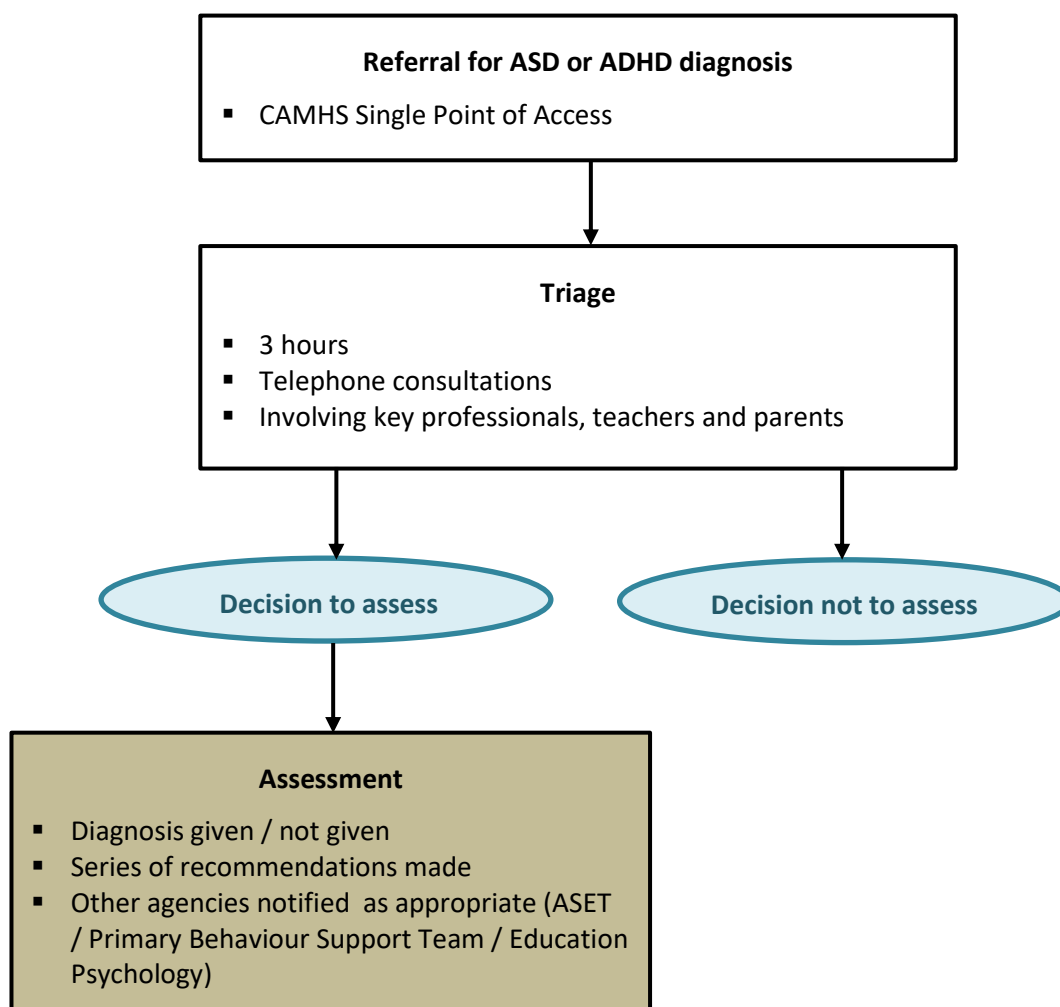 Referral for ASD or ADHD diagnosis
▪ CAMHS Single Point of Access
Triage
▪ 3 hours
▪ Telephone consultations
▪ Involving key professionals, teachers and parents
Decision to assess
Decision not to assess
Assessment
▪ Diagnosis given / not given
▪ Series of recommendations made
▪ Other agencies notified  as appropriate (ASET
/ Primary Behaviour Support Team / Education
Psychology)